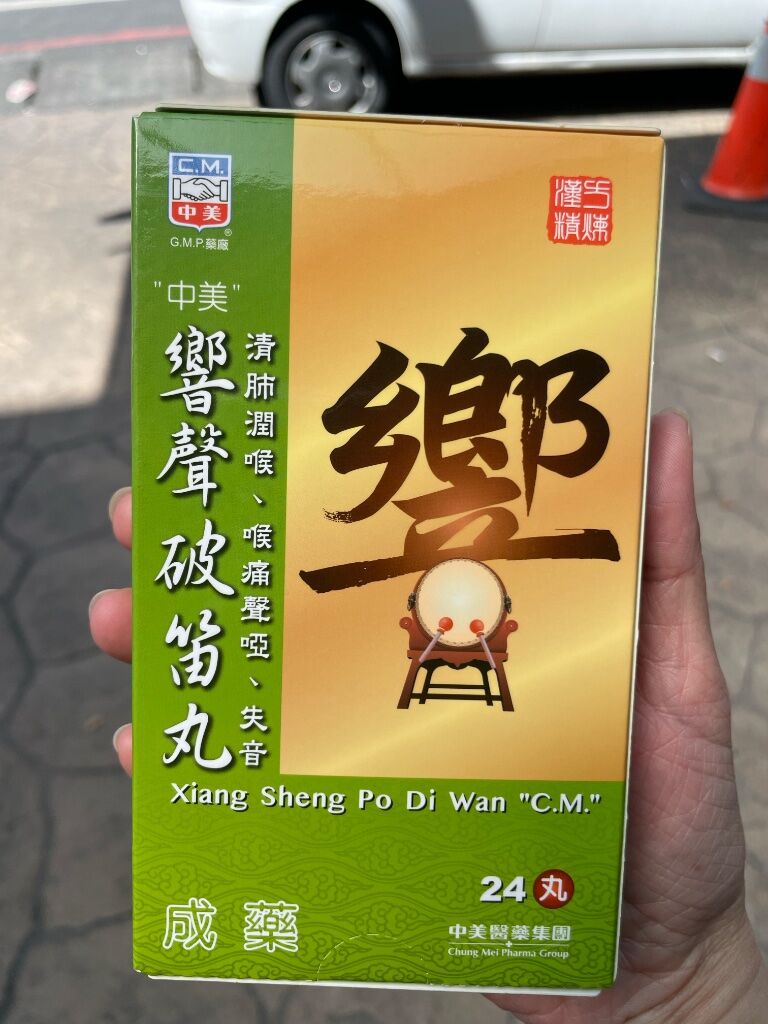 C.M.
中美
®
G.M.P.藥廠
漢方
精煉
"中美"
響聲破笛丸
清肺潤喉、喉痛聲啞、失音
響
Xiang Sheng Po Di Wan "C.M."
24丸
成藥
中美醫藥集團
Chung Mei Pharma Group